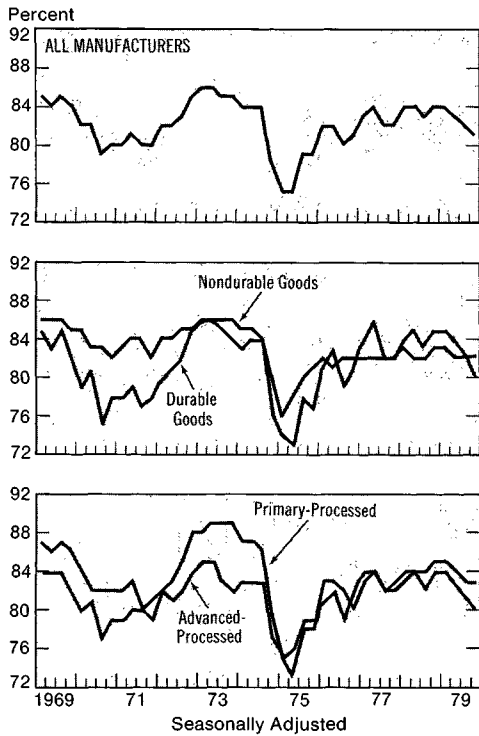 Percent
92
ALL MANUFACTURERS
88
84
80
76
72
92
Nondurable Goods
88
84
80
Durable
Goods
76
72
92
Primary-Processed
88
84
80
Advanced-
Processed
76
72
1969 71 73 75 77 79
Seasonally Adjusted